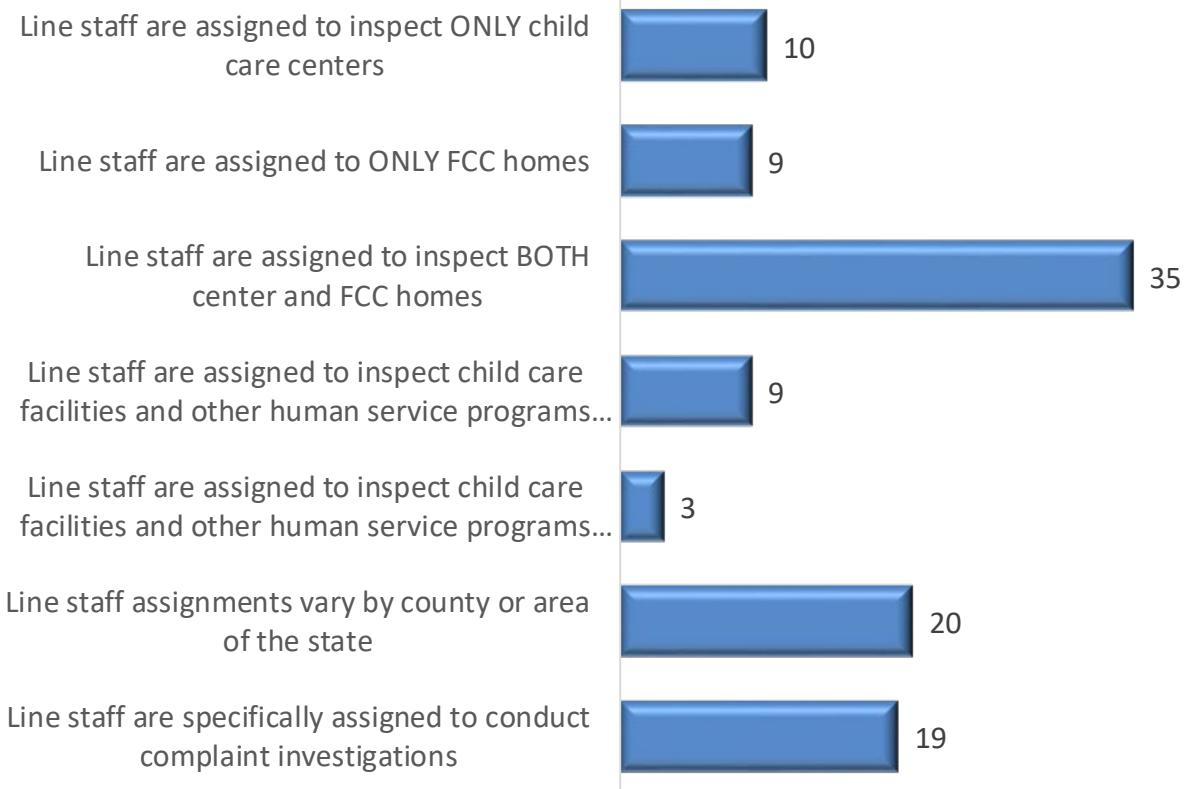 Line staff are assigned to inspect ONLY child
care centers
10
Line staff are assigned to ONLY FCC homes
9
Line staff are assigned to inspect BOTH
center and FCC homes
35
Line staff are assigned to inspect child care
facilities and other human service programs…
9
Line staff are assigned to inspect child care
facilities and other human service programs…
3
Line staff assignments vary by county or area
of the state
20
Line staff are specifically assigned to conduct
complaint investigations
19